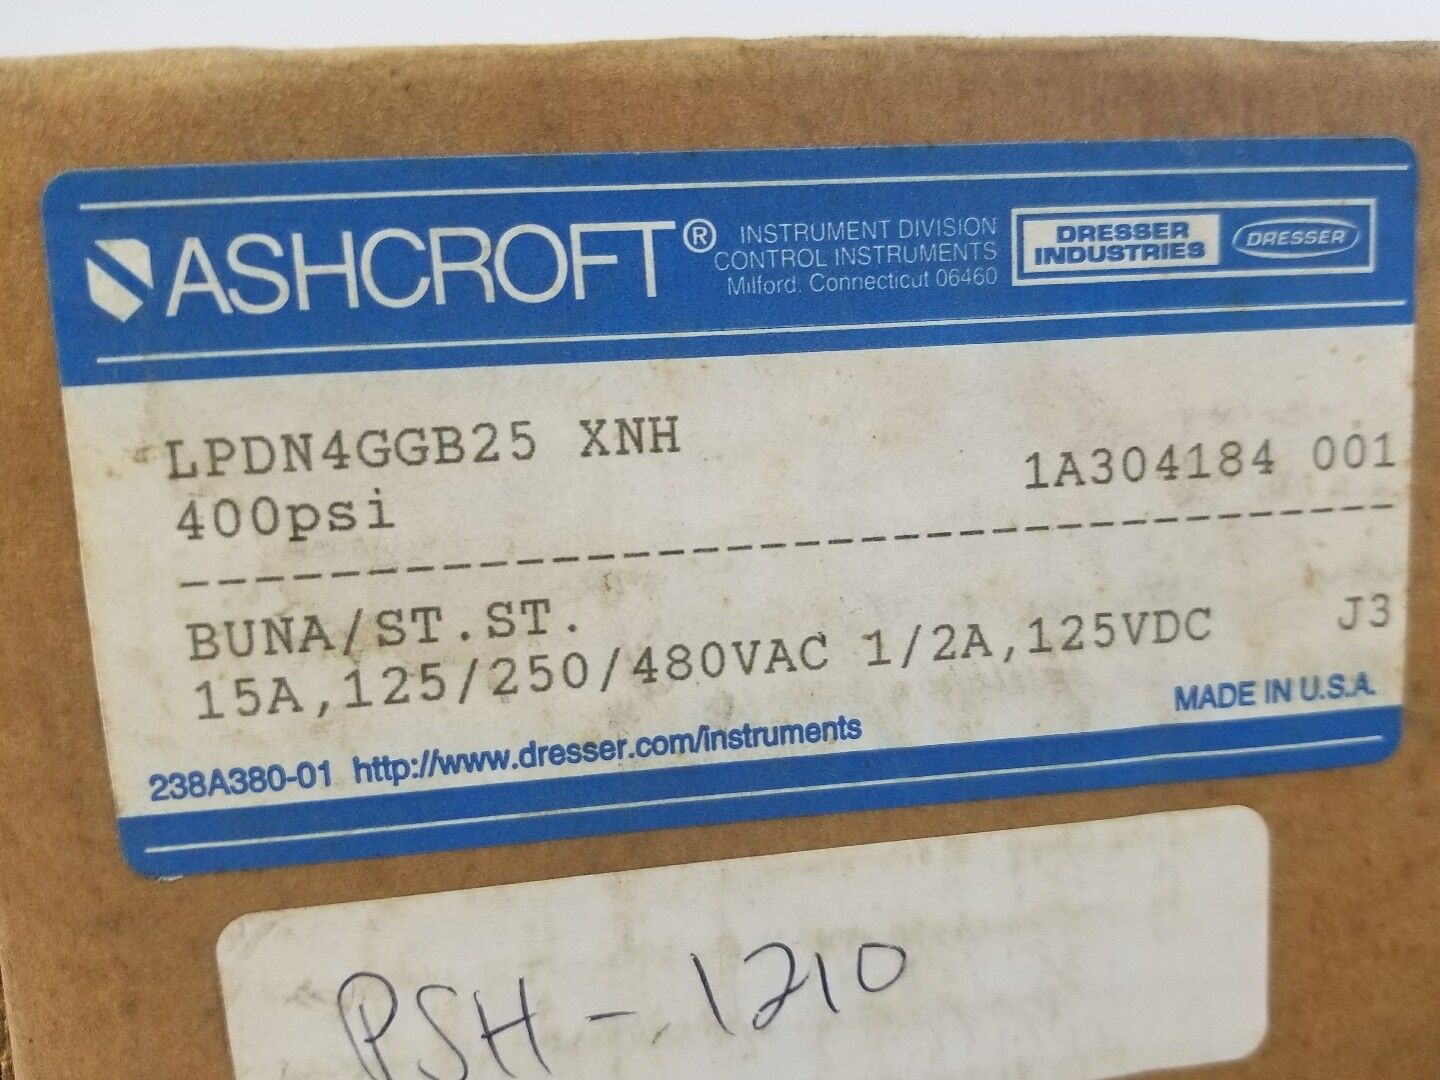 ASHCROFT®
INSTRUMENT DIVISION
CONTROL INSTRUMENTS
Milford, Connecticut 06460
DRESSER
INDUSTRIES
DRESSER
LPDN4GGB25 XNH
400psi
1A304184 001
--------------------------------
BUNA/ST.ST.
15A,125/250/480VAC 1/2A,125VDC
J3
MADE IN U.S.A.
238A380-01 http://www.dresser.com/instruments
PSH-1210